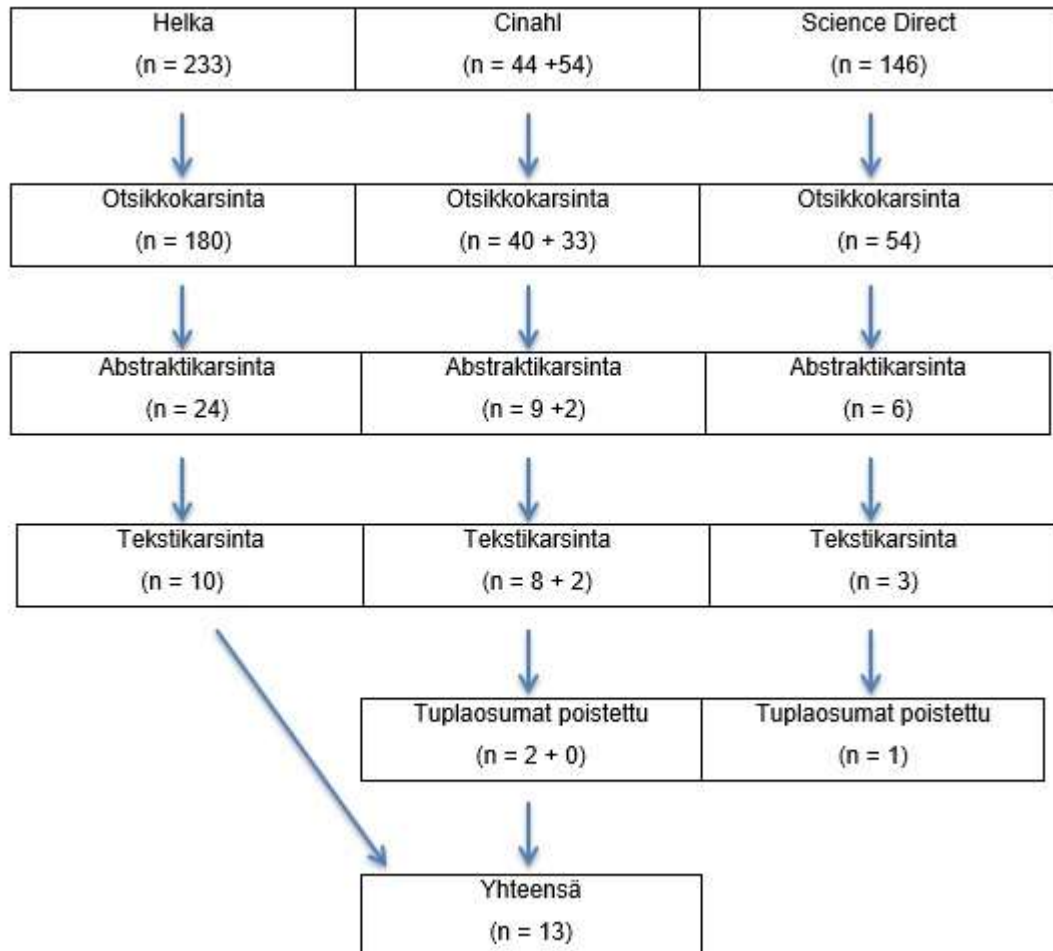 Helka
(n = 233)
Cinahl
(n = 44 +54)
Science Direct
(n = 146)
Otsikkokarsinta
(n = 180)
Otsikkokarsinta
(n = 40 + 33)
Otsikkokarsinta
(n = 54)
Abstraktikarsinta
(n = 24)
Abstraktikarsinta
(n = 9 +2)
Abstraktikarsinta
(n = 6)
Tekstikarsinta
(n = 10)
Tekstikarsinta
(n = 8 + 2)
Tekstikarsinta
(n = 3)
Tuplaosumat poistettu
(n = 2 + 0)
Tuplaosumat poistettu
(n = 1)
Yhteensä
(n = 13)